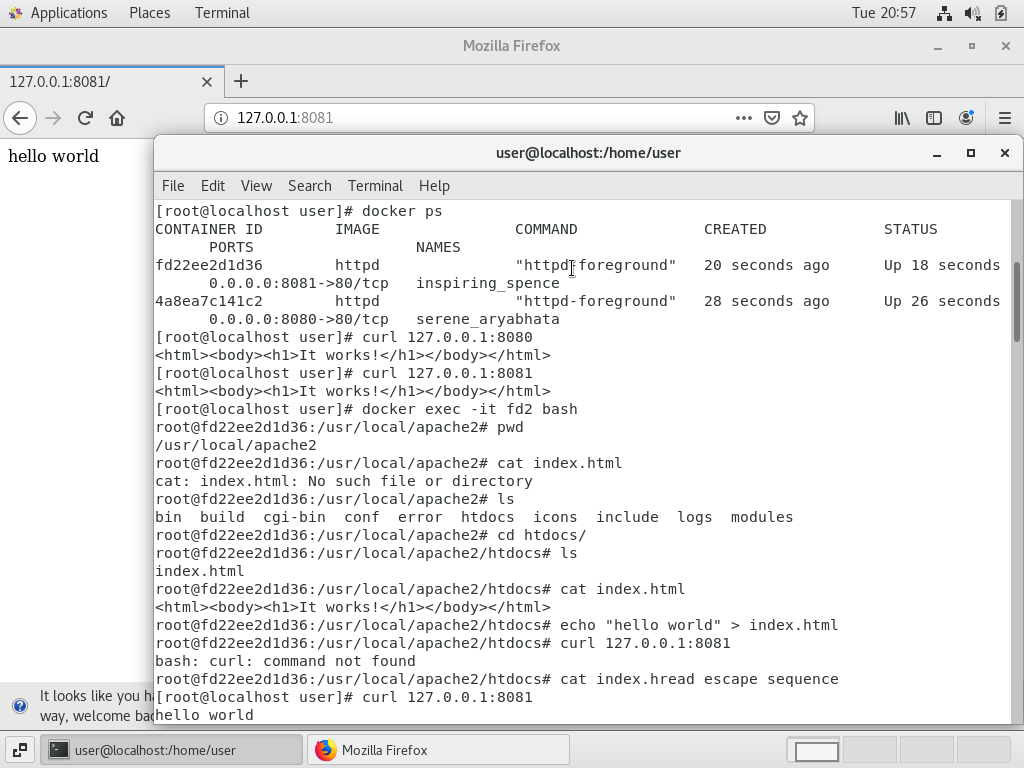 Applications Places Terminal Tue 20:57
Mozilla Firefox
127.0.0.1:8081/
127.0.0.1:8081
hello world
user@localhost:/home/user
File Edit View Search Terminal Help
[root@localhost user]# docker ps
CONTAINER ID        IMAGE               COMMAND              CREATED             STATUS
      PORTS                  NAMES
fd22ee2d1d36        httpd               "httpd-foreground"   20 seconds ago      Up 18 seconds
      0.0.0.0:8081->80/tcp   inspiring_spence
4a8ea7c141c2        httpd               "httpd-foreground"   28 seconds ago      Up 26 seconds
      0.0.0.0:8080->80/tcp   serene_aryabhata
[root@localhost user]# curl 127.0.0.1:8080
<html><body><h1>It works!</h1></body></html>
[root@localhost user]# curl 127.0.0.1:8081
<html><body><h1>It works!</h1></body></html>
[root@localhost user]# docker exec -it fd2 bash
root@fd22ee2d1d36:/usr/local/apache2# pwd
/usr/local/apache2
root@fd22ee2d1d36:/usr/local/apache2# cat index.html
cat: index.html: No such file or directory
root@fd22ee2d1d36:/usr/local/apache2# ls
bin  build  cgi-bin  conf  error  htdocs  icons  include  logs  modules
root@fd22ee2d1d36:/usr/local/apache2# cd htdocs/
root@fd22ee2d1d36:/usr/local/apache2/htdocs# ls
index.html
root@fd22ee2d1d36:/usr/local/apache2/htdocs# cat index.html
<html><body><h1>It works!</h1></body></html>
root@fd22ee2d1d36:/usr/local/apache2/htdocs# echo "hello world" > index.html
root@fd22ee2d1d36:/usr/local/apache2/htdocs# curl 127.0.0.1:8081
bash: curl: command not found
root@fd22ee2d1d36:/usr/local/apache2/htdocs# cat index.hread escape sequence
[root@localhost user]# curl 127.0.0.1:8081
hello world
It looks like you
way, welcome
user@localhost:/home/user
Mozilla Firefox